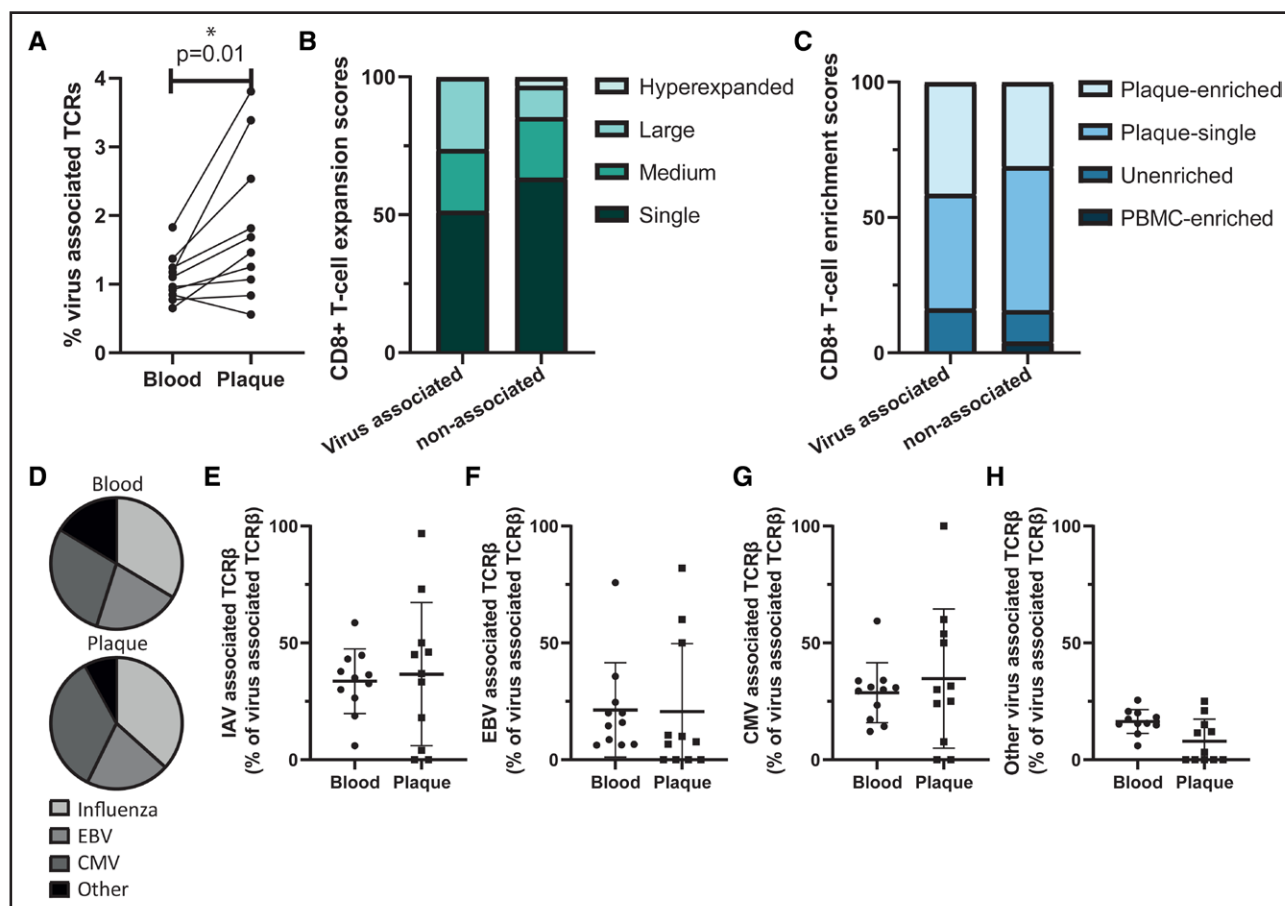 A
*
p=0.01
% virus associated TCRs
4
3
2
1
0
Blood
Plaque
B
CD8+ T-cell expansion scores
100
50
0
Virus associated
non-associated
Hyperexpanded
Large
Medium
Single
C
CD8+ T-cell enrichment scores
100
50
0
Virus associated
non-associated
Plaque-enriched
Plaque-single
Unenriched
PBMC-enriched
D
Blood
Plaque
Influenza
EBV
CMV
Other
E
IAV associated TCRβ
(% of virus associated TCRβ)
100
50
0
Blood
Plaque
F
EBV associated TCRβ
(% of virus associated TCRβ)
100
50
0
Blood
Plaque
G
CMV associated TCRβ
(% of virus associated TCRβ)
100
50
0
Blood
Plaque
H
Other virus associated TCRβ
(% of virus associated TCRβ)
100
50
0
Blood
Plaque